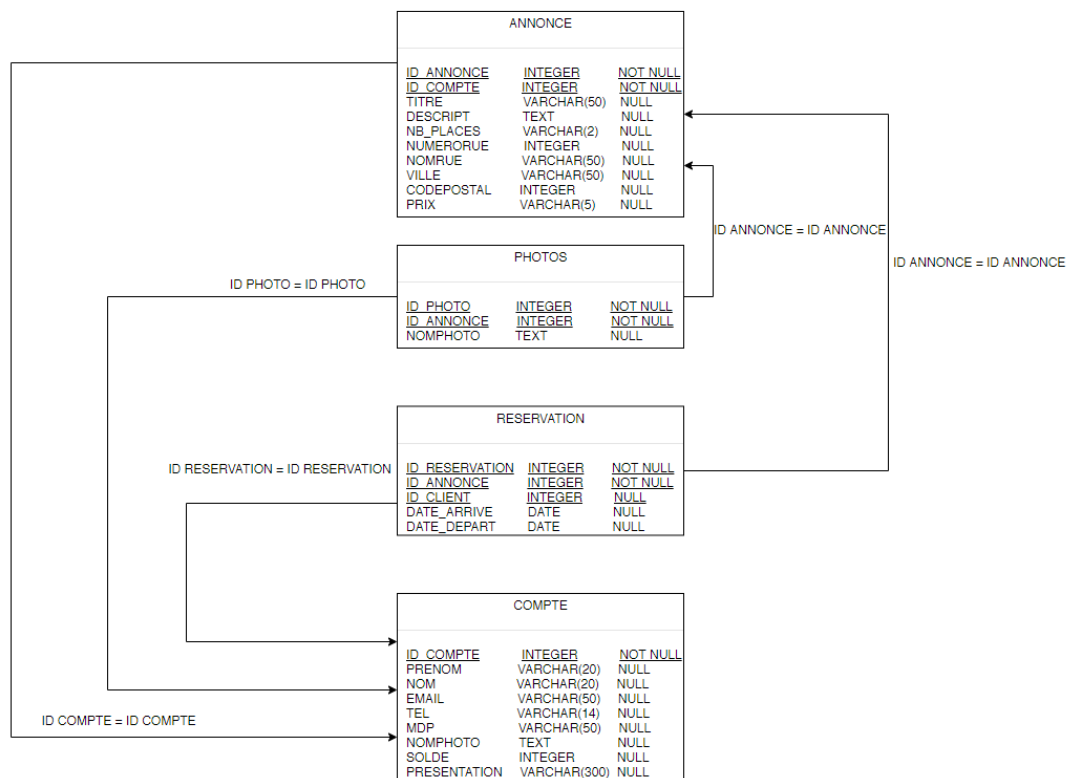 ANNONCE
ID_ANNONCE INTEGER NOT NULL
ID_COMPTE INTEGER NOT NULL
TITRE VARCHAR(50) NULL
DESCRIPT TEXT NULL
NB_PLACES VARCHAR(2) NULL
NUMERORUE INTEGER NULL
NOMRUE VARCHAR(50) NULL
VILLE VARCHAR(50) NULL
CODEPOSTAL INTEGER NULL
PRIX VARCHAR(5) NULL
ID ANNONCE = ID ANNONCE
ID ANNONCE = ID ANNONCE
PHOTOS
ID PHOTO = ID PHOTO
ID_PHOTO INTEGER NOT NULL
ID_ANNONCE INTEGER NOT NULL
NOMPHOTO TEXT NULL
RESERVATION
ID RESERVATION = ID RESERVATION
ID_RESERVATION INTEGER NOT NULL
ID_ANNONCE INTEGER NOT NULL
ID_CLIENT INTEGER NULL
DATE_ARRIVE DATE NULL
DATE_DEPART DATE NULL
COMPTE
ID_COMPTE INTEGER NOT NULL
PRENOM VARCHAR(20) NULL
NOM VARCHAR(20) NULL
EMAIL VARCHAR(50) NULL
TEL VARCHAR(14) NULL
MDP VARCHAR(50) NULL
NOMPHOTO TEXT NULL
SOLDE INTEGER NULL
PRESENTATION VARCHAR(300) NULL
ID COMPTE = ID COMPTE